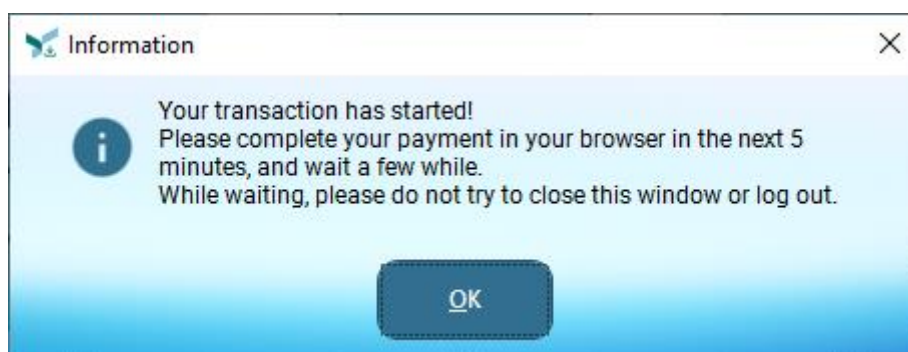 Information
Your transaction has started!
Please complete your payment in your browser in the next 5
minutes, and wait a few while.
While waiting, please do not try to close this window or log out.
OK